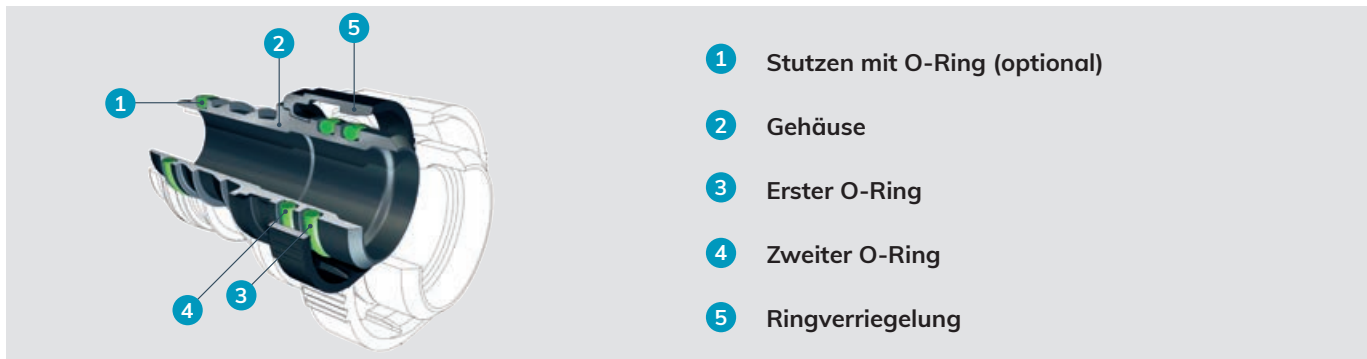 5
2
1
4
3
1 Stutzen mit O-Ring (optional)
2 Gehäuse
3 Erster O-Ring
4 Zweiter O-Ring
5 Ringverriegelung